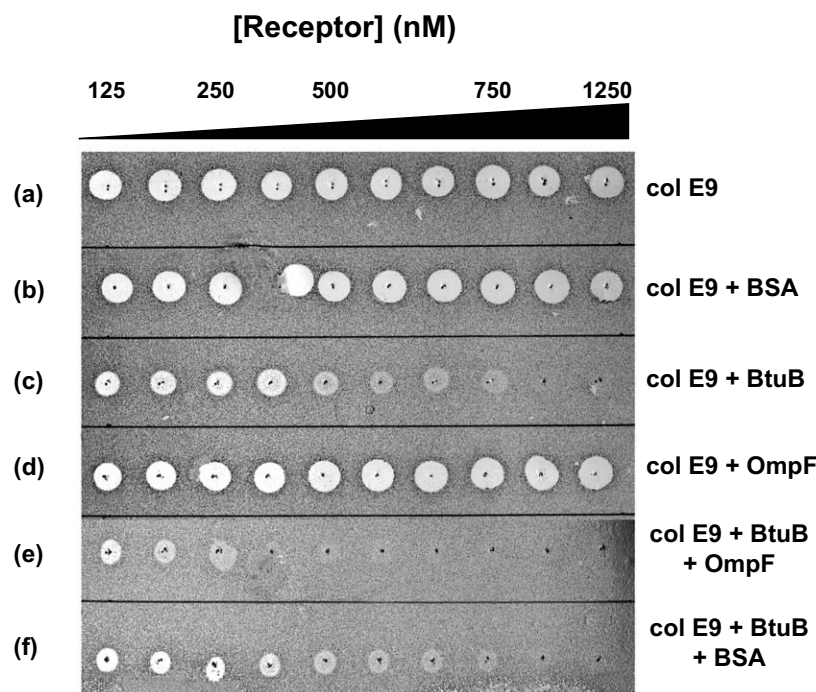 [Receptor] (nM)
125 250 500 750 1250
(a) col E9
(b) col E9 + BSA
(c) col E9 + BtuB
(d) col E9 + OmpF
(e) col E9 + BtuB
+ OmpF
(f) col E9 + BtuB
+ BSA